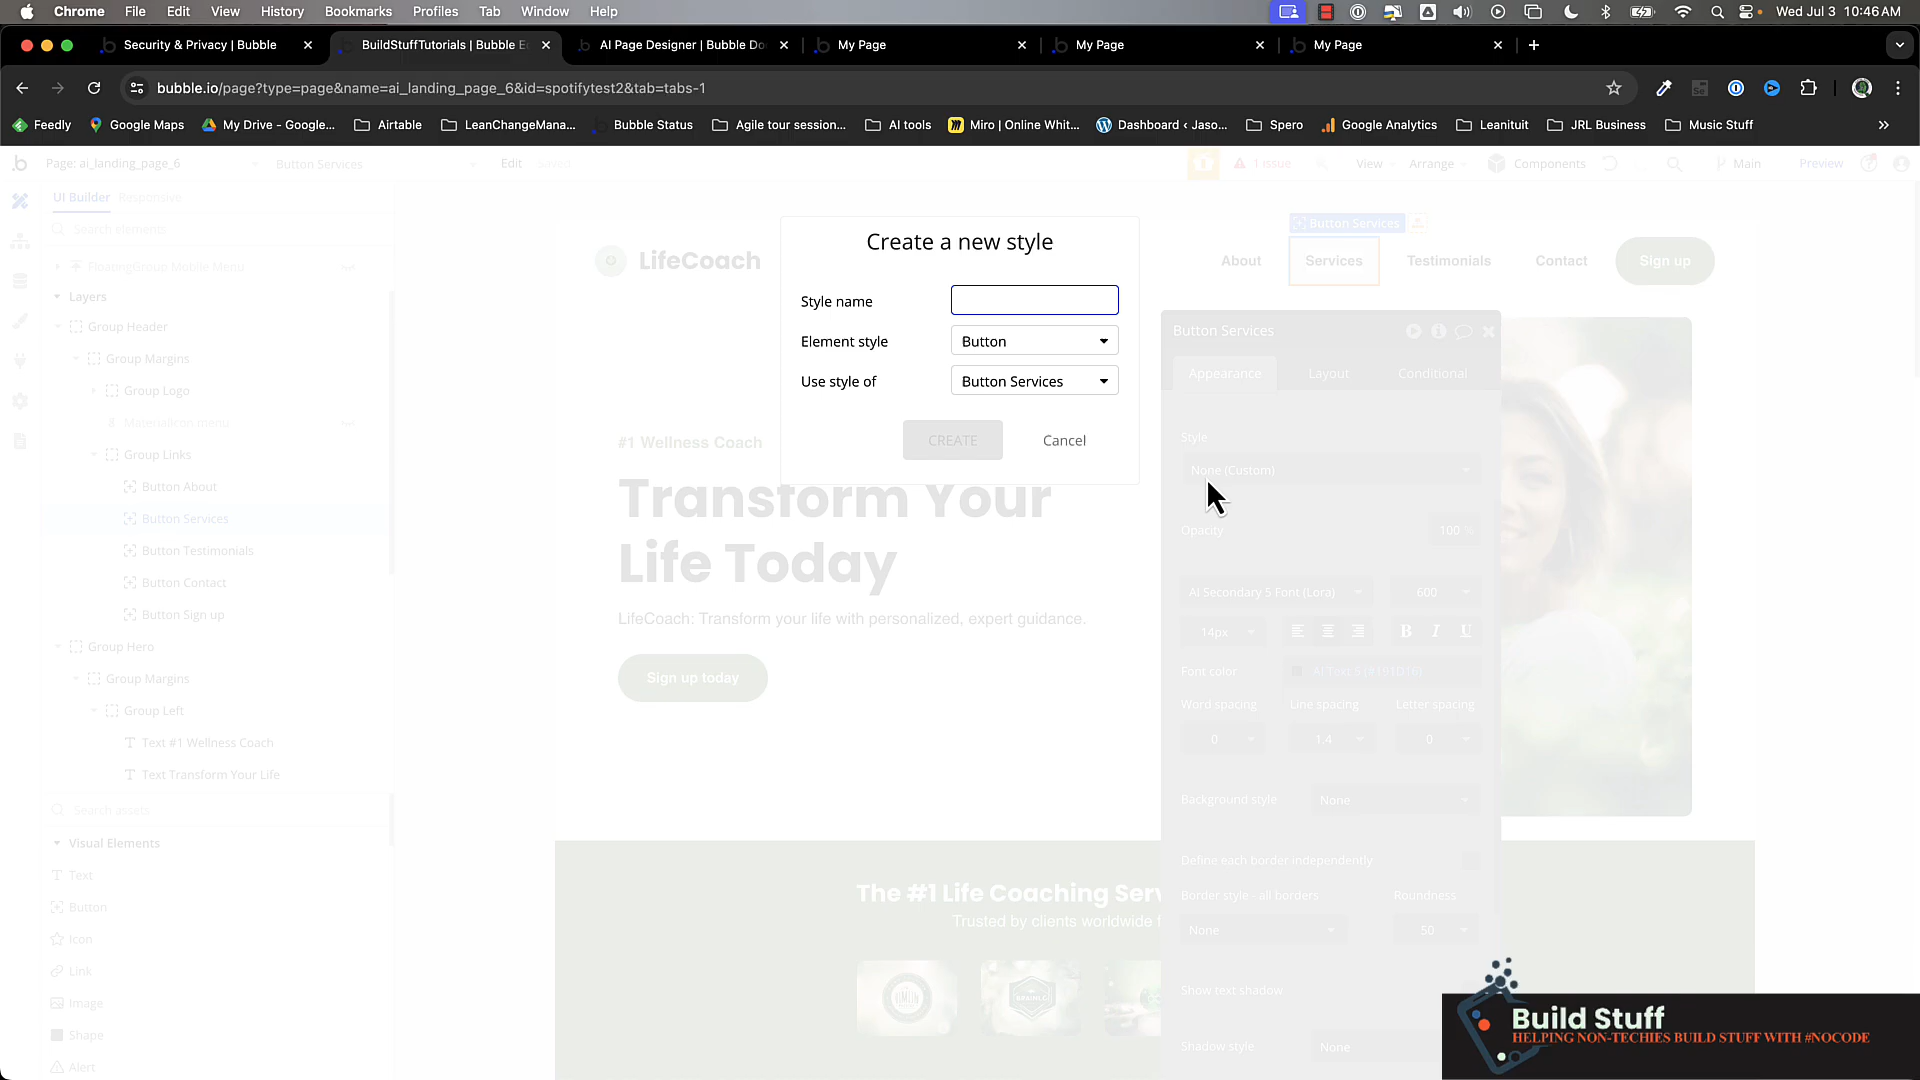 Chrome File Edit View History Bookmarks Profiles Tab Window Help Wed Jul 3 10:46 AM
Security & Privacy | Bubble
BuildStuffTutorials | Bubble E
AI Page Designer | Bubble Do
My Page
My Page
My Page
bubble.io/page?type=page&name=ai_landing_page_6&id=spotifytest2&tab=tabs-1
Feedly Google Maps My Drive - Google... Airtable LeanChangeMana... Bubble Status Agile tour session... AI tools Miro | Online Whit... Dashboard ‹ Jaso... Spero Google Analytics Leanituit JRL Business Music Stuff
Page: ai_landing_page_6 Button Services Edit saved 1 issue View Arrange Components Main Preview
UI Builder Responsive
Search elements
FloatingGroup Mobile Menu
Layers
Group Header
Group Margins
Group Logo
Materialicon menu
Group Links
Button About
Button Services
Button Testimonials
Button Contact
Button Sign up
Group Hero
Group Margins
Group Left
Text #1 Wellness Coach
Text Transform Your Life
Search assets
Visual Elements
Text
Button
Icon
Link
Image
Shape
Alert
Create a new style
Style name
Element style Button
Use style of Button Services
CREATE Cancel
Button Services
LifeCoach
About Services Testimonials Contact Sign up
#1 Wellness Coach
Transform Your
Life Today
LifeCoach: Transform your life with personalized, expert guidance.
Sign up today
The #1 Life Coaching Serv
Trusted by clients worldwide f
Button Services
Appearance Layout Conditional
Style
None (Custom)
Opacity 100 %
AI Secondary 5 Font (Lora) 600
14px B I U
Font color AI Text 5 (#191D16)
Word spacing Line spacing Letter spacing
0 1.4 0
Background style None
Define each border independently
Border style - all borders Roundness
None 50
Show text shadow
Shadow style None
Build Stuff
HELPING NON-TECHIES BUILD STUFF WITH #NOCODE